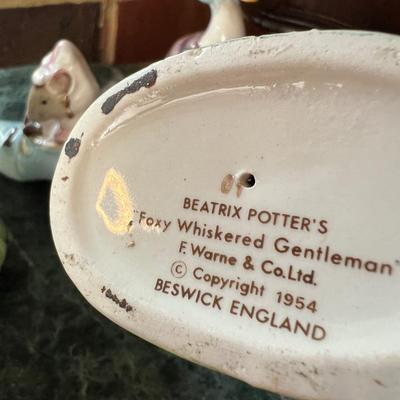 BEATRIX POTTER'S
"Foxy Whiskered Gentleman"
F. Warne & Co. Ltd.
© Copyright 1954
BESWICK ENGLAND